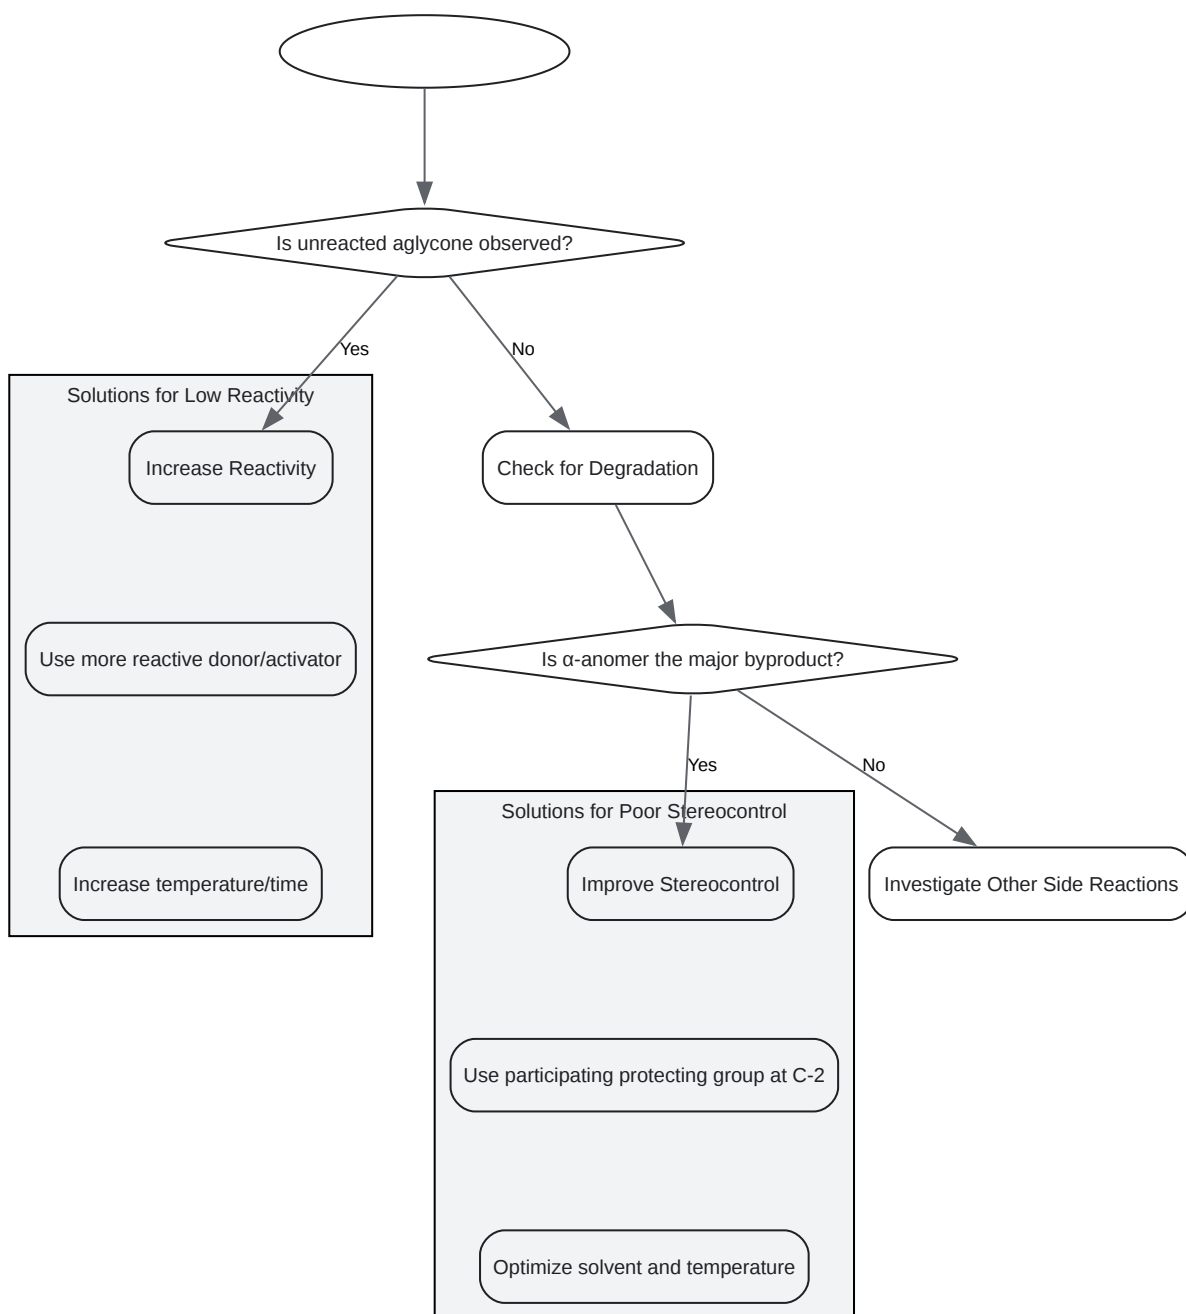 Is unreacted aglycone observed?
Yes
No
Solutions for Low Reactivity
Increase Reactivity
Check for Degradation
Use more reactive donor/activator
Is α-anomer the major byproduct?
Yes
No
Solutions for Poor Stereocontrol
Increase temperature/time
Improve Stereocontrol
Investigate Other Side Reactions
Use participating protecting group at C-2
Optimize solvent and temperature